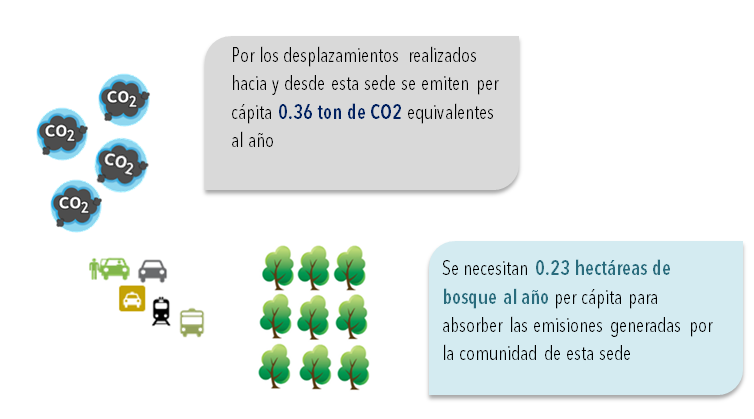 Por los desplazamientos realizados
hacia y desde esta sede se emiten per
cápita 0.36 ton de CO2 equivalentes
al año
CO2
CO2
CO2
CO2
Se necesitan 0.23 hectáreas de
bosque al año per cápita para
absorber las emisiones generadas por
la comunidad de esta sede